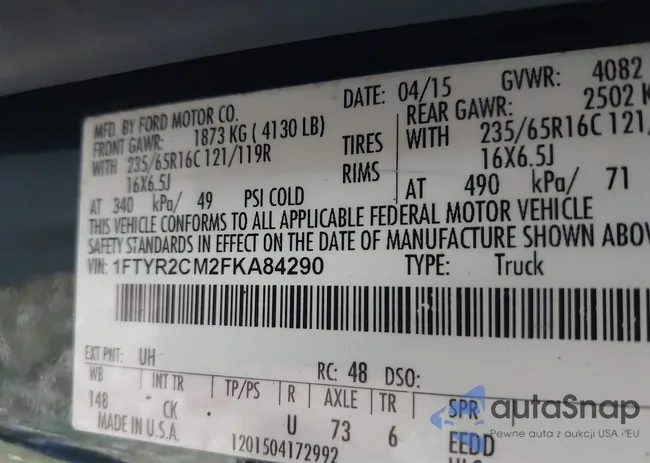 MFD. BY FORD MOTOR CO.
DATE: 04/15 GVWR: 4082
FRONT GAWR: 1873 KG ( 4130 LB)
REAR GAWR: 2502 K
WITH 235/65R16C 121/119R TIRES WITH 235/65R16C 121/
16X6.5J RIMS 16X6.5J
AT 340 kPa/ 49 PSI COLD AT 490 kPa/ 71
THIS VEHICLE CONFORMS TO ALL APPLICABLE FEDERAL MOTOR VEHICLE
SAFETY STANDARDS IN EFFECT ON THE DATE OF MANUFACTURE SHOWN ABOV
VIN: 1FTYR2CM2FKA84290 TYPE: Truck
EXT PNT: UH RC: 48 DSO:
WB INT TR TP/PS R AXLE TR SPR
148 CK U 73 6 EEDD
MADE IN U.S.A. 1201504172992
autaSnap
Pewne auta z aukcji USA i EU